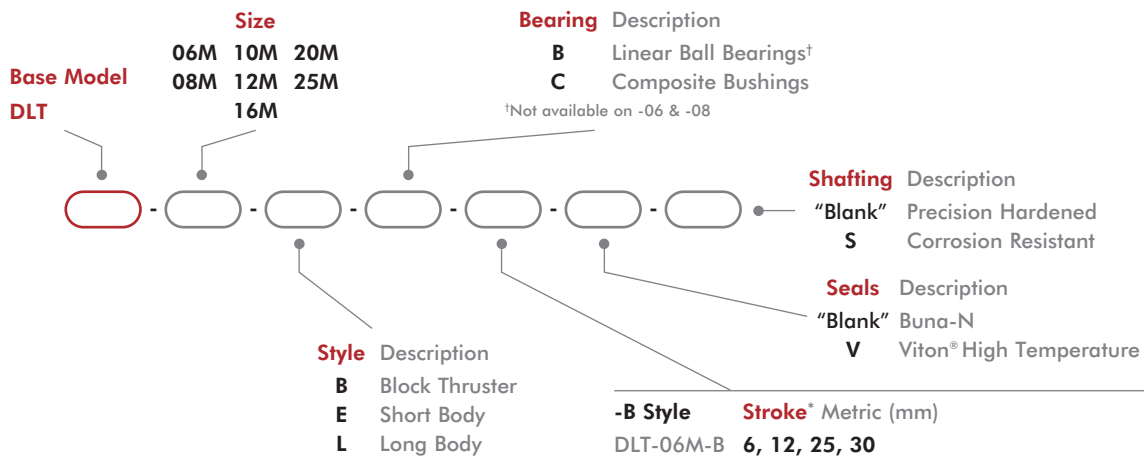 Base Model
DLT
Size
06M 10M 20M
08M 12M 25M
16M
Bearing Description
B Linear Ball Bearings†
C Composite Bushings
†Not available on -06 & -08
- - - - - -
Shafting Description
"Blank" Precision Hardened
S Corrosion Resistant
Seals Description
"Blank" Buna-N
V Viton® High Temperature
Style Description
B Block Thruster
E Short Body
L Long Body
-B Style Stroke* Metric (mm)
DLT-06M-B 6, 12, 25, 30